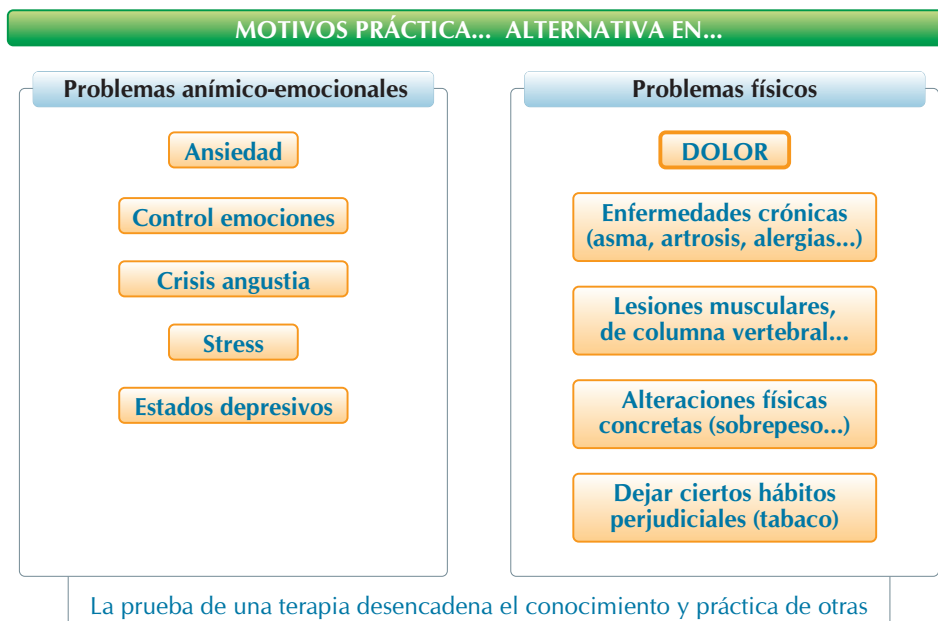 MOTIVOS PRÁCTICA... ALTERNATIVA EN...
Problemas anímico-emocionales
Ansiedad
Control emociones
Crisis angustia
Stress
Estados depresivos
Problemas físicos
DOLOR
Enfermedades crónicas
(asma, artrosis, alergias...)
Lesiones musculares,
de columna vertebral...
Alteraciones físicas
concretas (sobrepeso...)
Dejar ciertos hábitos
perjudiciales (tabaco)
La prueba de una terapia desencadena el conocimiento y práctica de otras